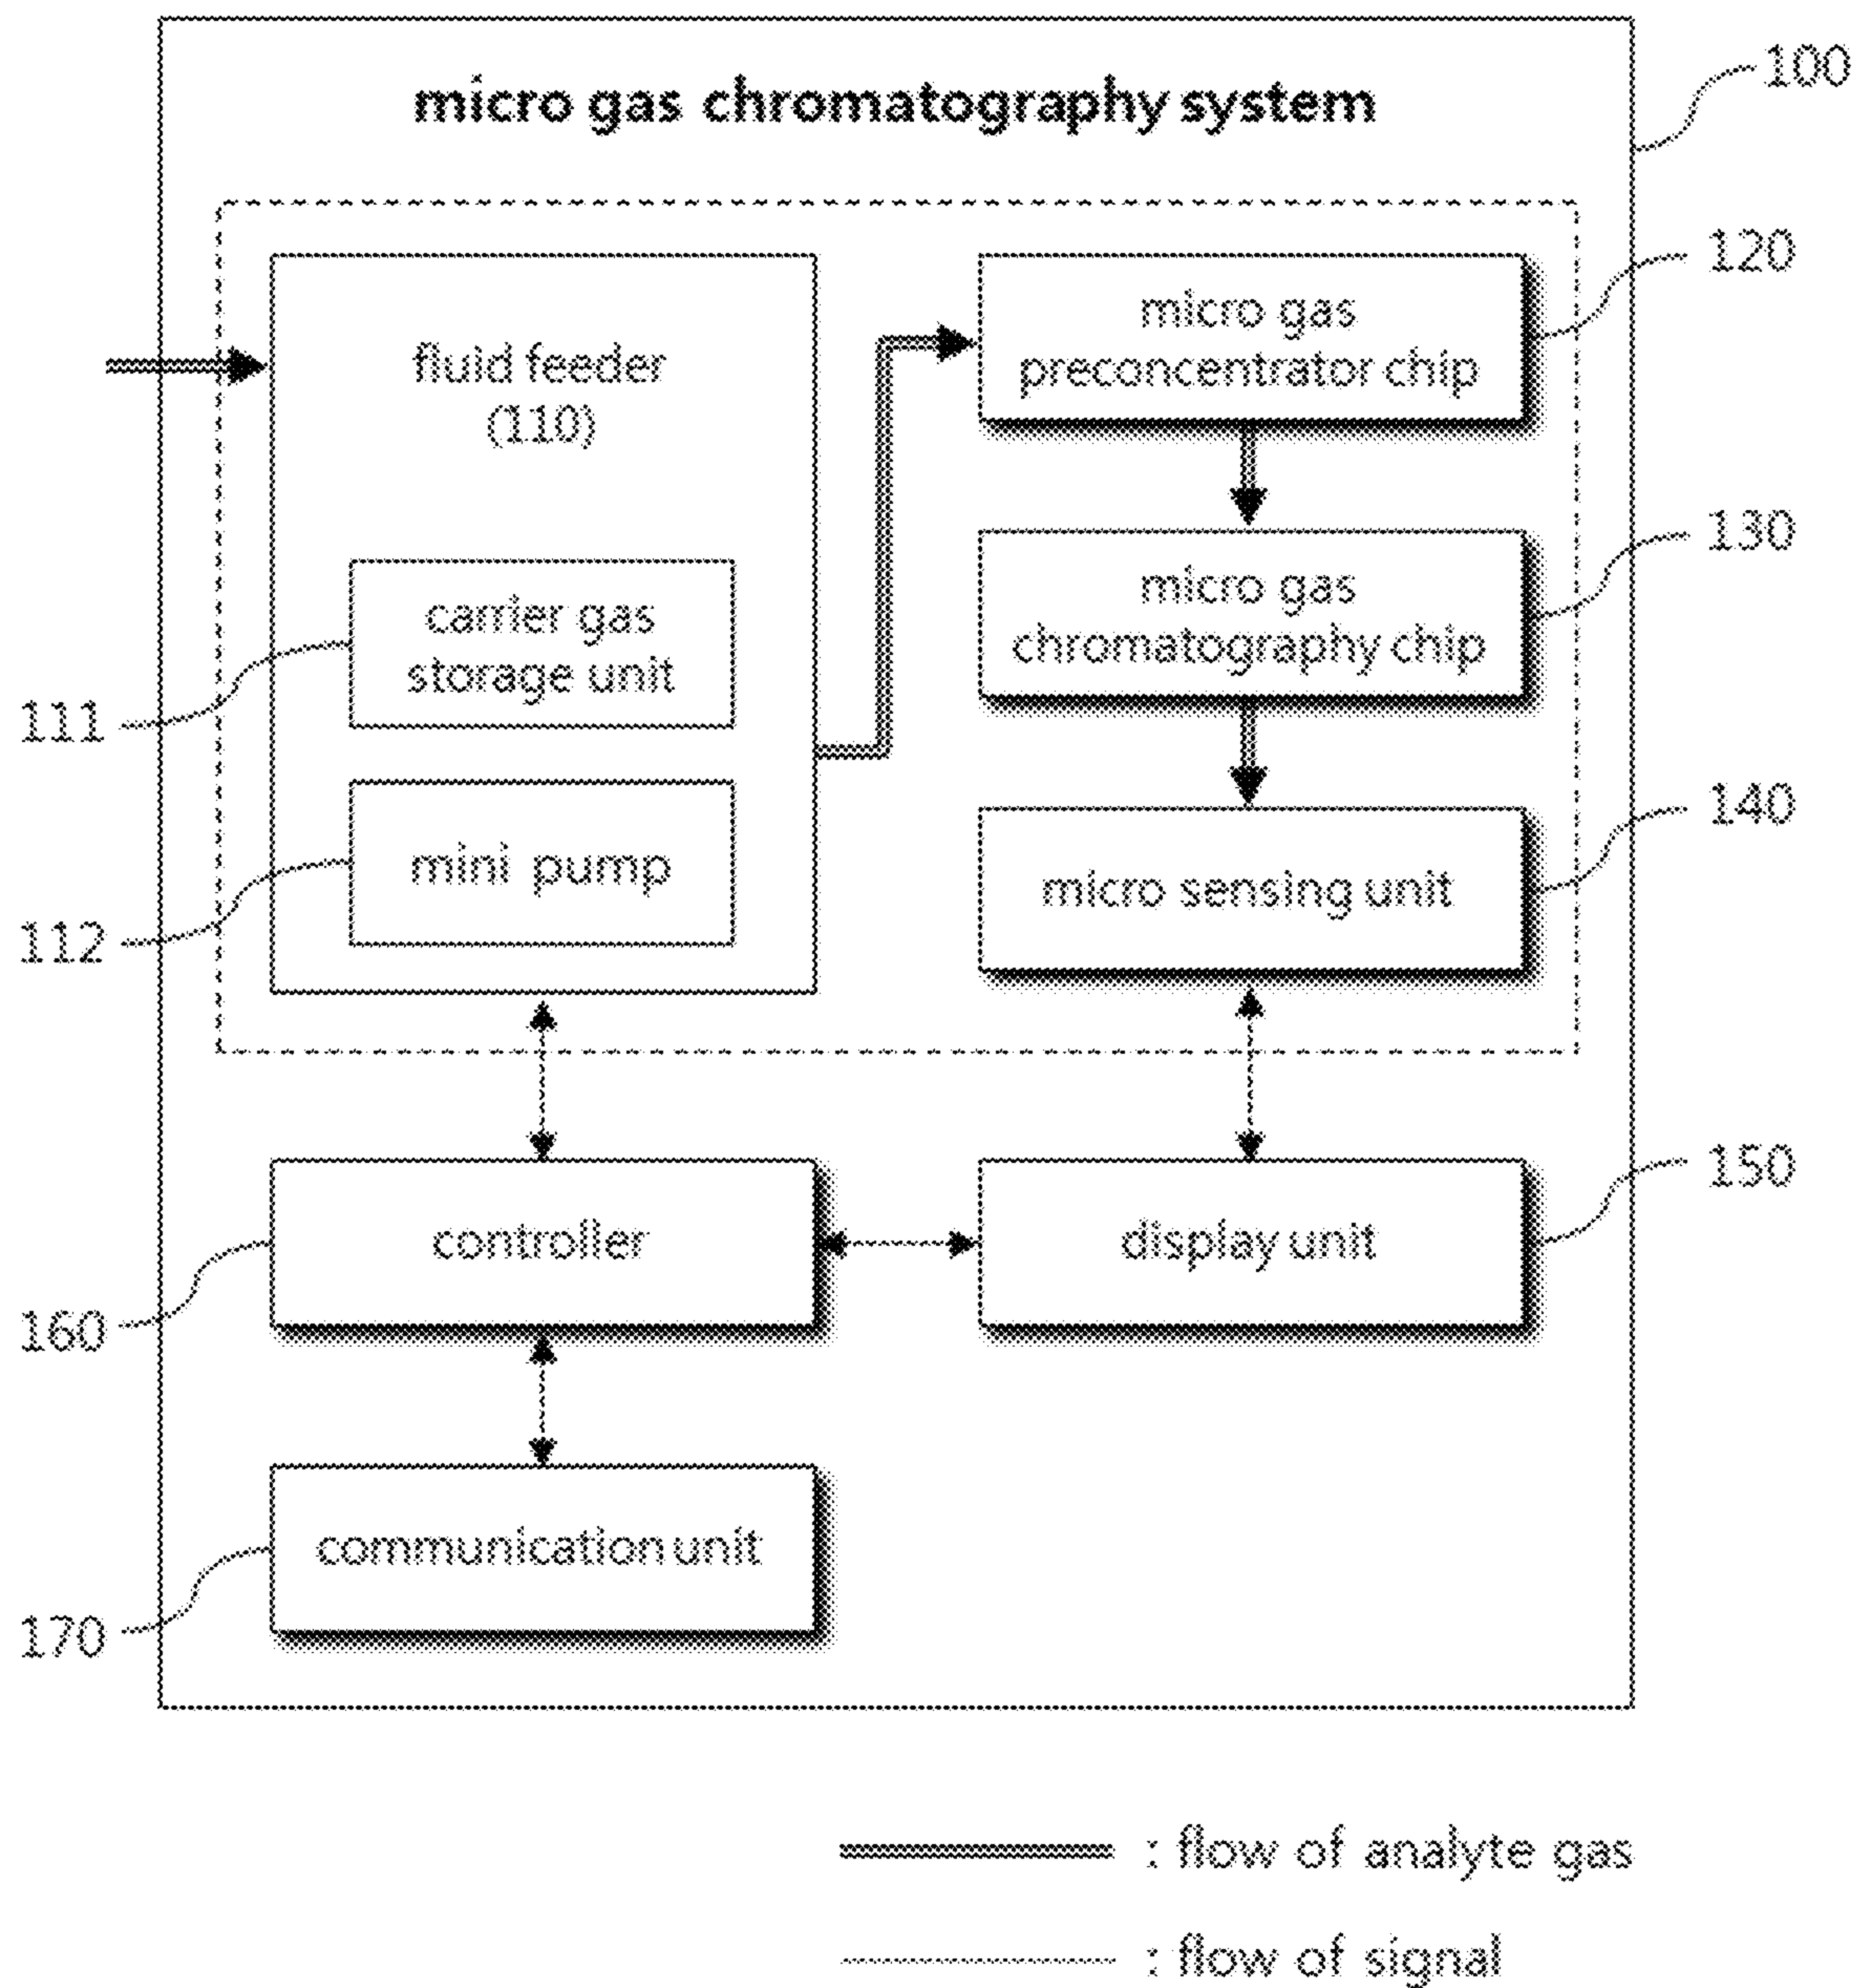 micro gas chromatography system
100
fluid feeder
(110)
micro gas
preconcentrator chip
120
carrier gas
storage unit
111
micro gas
chromatography chip
130
mini pump
112
micro sensing unit
140
controller
160
display unit
150
communication unit
170
: flow of analyte gas
: flow of signal